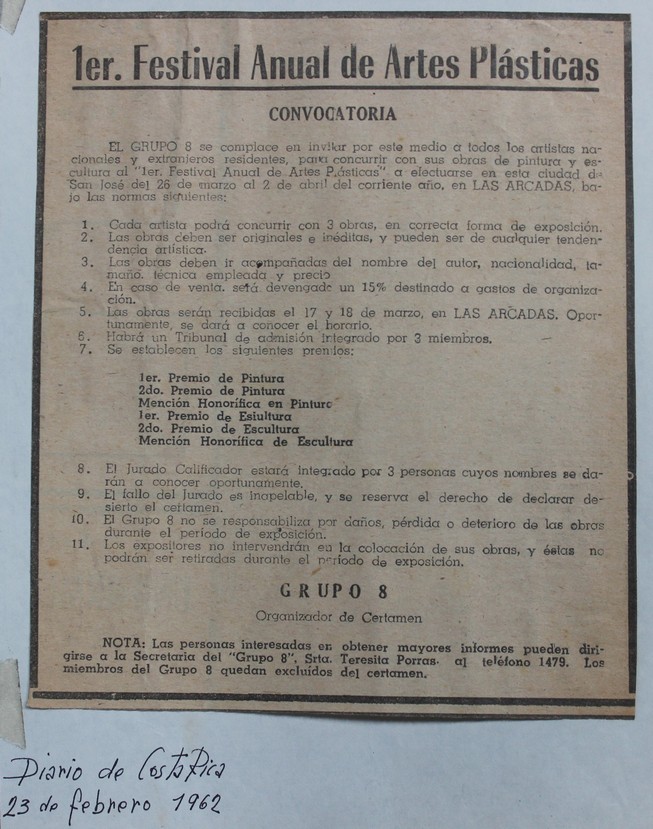 1er. Festival Anual de Artes Plásticas
CONVOCATORIA
EL GRUPO 8 se complace en invitar por este medio a todos los artistas na-
cionales y extranjeros residentes, para concurrir con sus obras de pintura y es-
cultura al "1er. Festival Anual de Artes Plásticas" a efectuarse en esta ciudad de
San José del 26 de marzo al 2 de abril del corriente año, en LAS ARCADAS, ba-
jo las normas siguientes:
1. Cada artista podrá concurrir con 3 obras, en correcta forma de exposición.
2. Las obras deben ser originales e inéditas, y pueden ser de cualquier tenden-
dencia artística.
3. Las obras deben ir acompañadas del nombre del autor, nacionalidad, ta-
maño. técnica empleada y precio
4. En caso de venta. será devengado un 15% destinado a gastos de organiza-
ción.
5. Las obras serán recibidas el 17 y 18 de marzo, en LAS ARCADAS. Opor-
tunamente, se dará a conocer el horario.
6. Habrá un Tribunal de admisión integrado por 3 miembros.
7. Se establecen los siguientes premios:
1er. Premio de Pintura
2do. Premio de Pintura
Mención Honorífica en Pintura
1er. Premio de Esiultura
2do. Premio de Escultura
Mención Honorífica de Escultura
8. El Jurado Calificador estará integrado por 3 personas cuyos nombres se da-
rán a conocer oportunamente.
9. El fallo del Jurado es inapelable, y se reserva el derecho de declarar de-
sierto el certamen.
10. El Grupo 8 no se responsabiliza por daños, pérdida o deterioro de las obras
durante el período de exposición.
11. Los expositores no intervendrán en la colocación de sus obras, y éstas no
podrán ser retiradas durante el período de exposición.
GRUPO 8
Organizador de Certamen
NOTA: Las personas interesadas en obtener mayores informes pueden diri-
girse a la Secretaria del "Grupo 8", Srta. Teresita Porras. al teléfono 1479. Los
miembros del Grupo 8 quedan excluídos del certamen.
Diario de Costa Rica
23 de febrero 1962